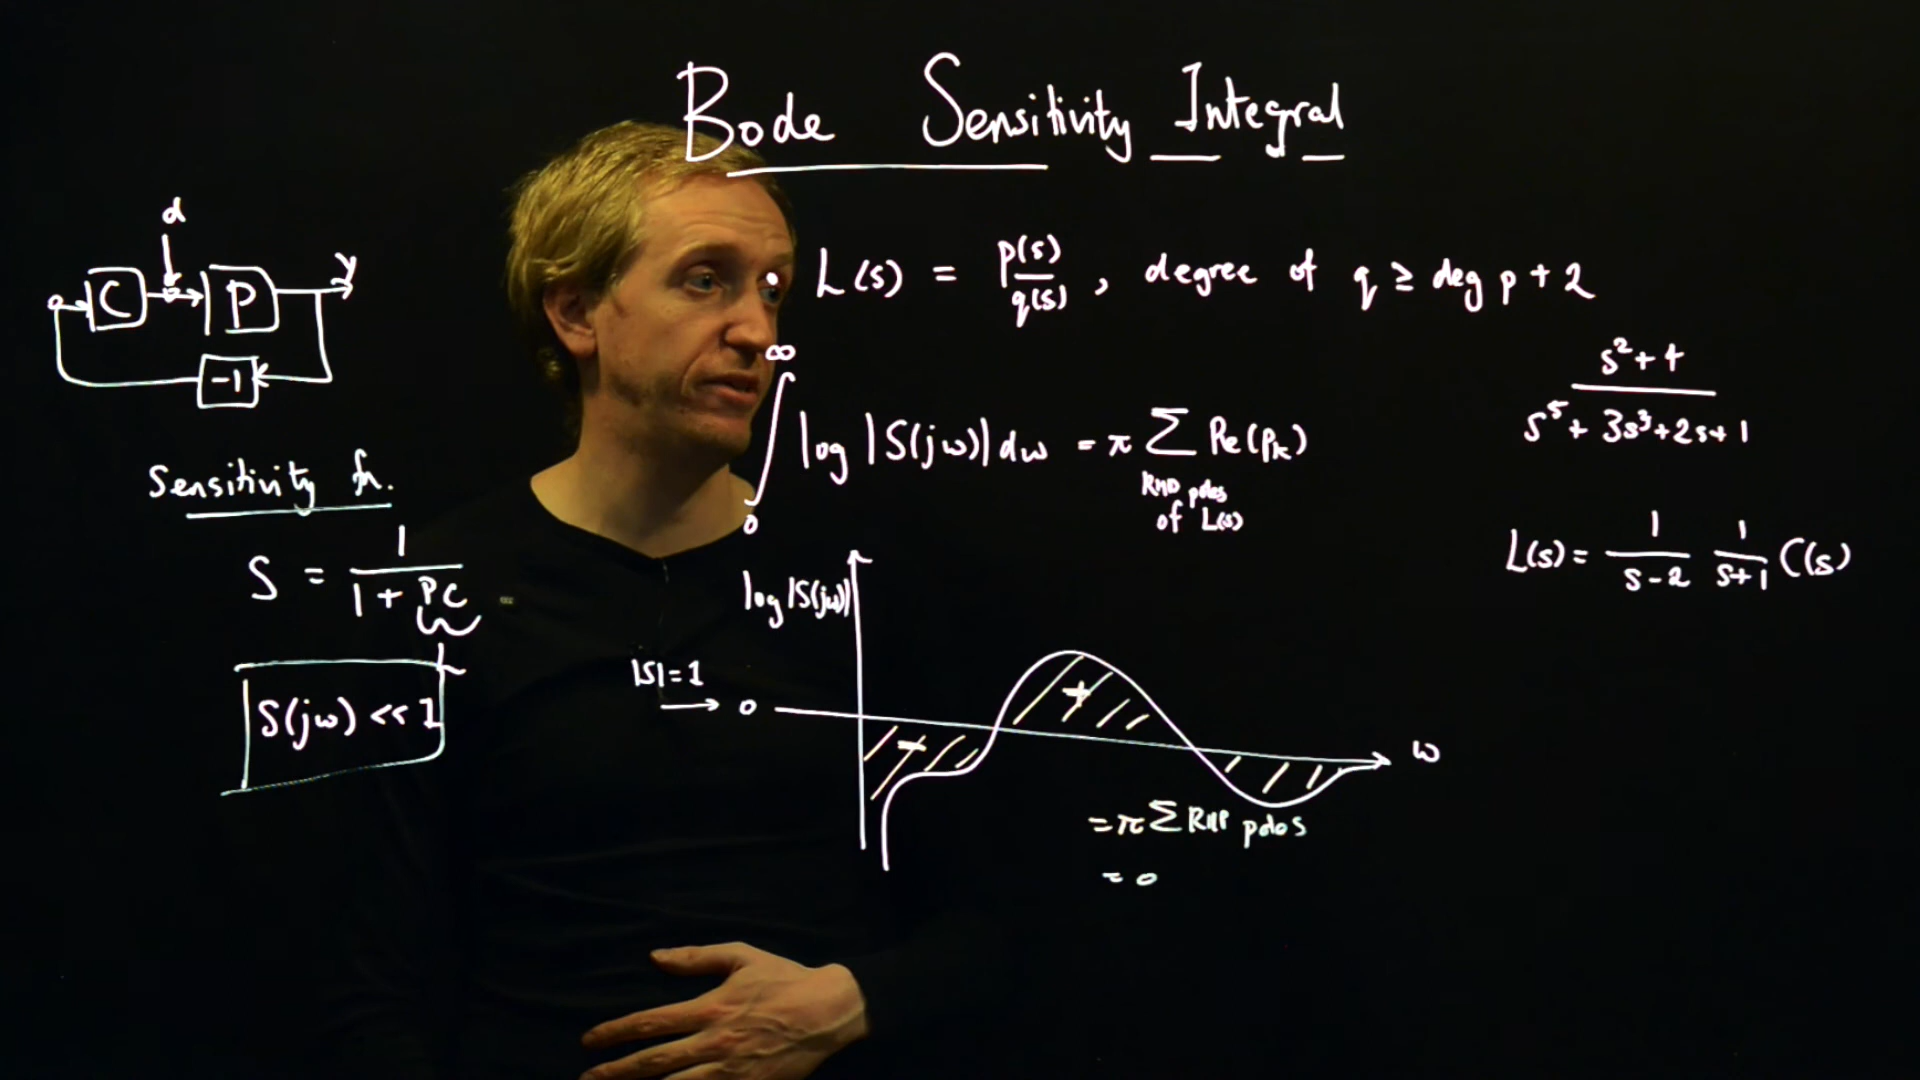 Bode Sensitivity Integral
d
C
P
y
-1
Sensitivity fn.
S = 1 / (1 + PC)
L
S(jω) << 1
L(s) = p(s)/q(s), degree of q ≥ deg p + 2
∫₀^∞ log |S(jω)| dω = π Σ Re(pₖ)
RHP poles
of L(s)
s² + 4
s⁵ + 3s³ + 2s + 1
L(s) = 1/(s-2) 1/(s+1) C(s)
log |S(jω)|
|S| = 1
→ 0
+
-
ω
= π Σ RHP poles
= 0